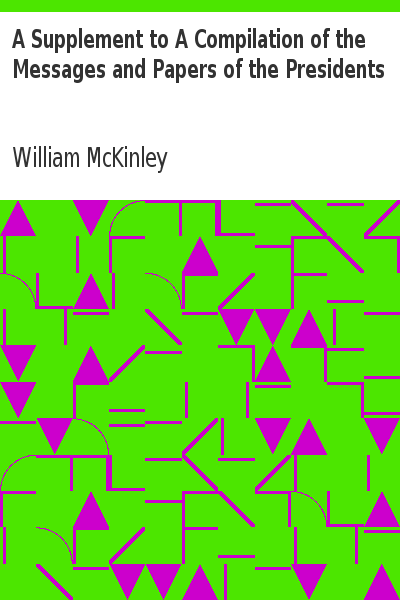 A Supplement to A Compilation of the
Messages and Papers of the Presidents
William McKinley